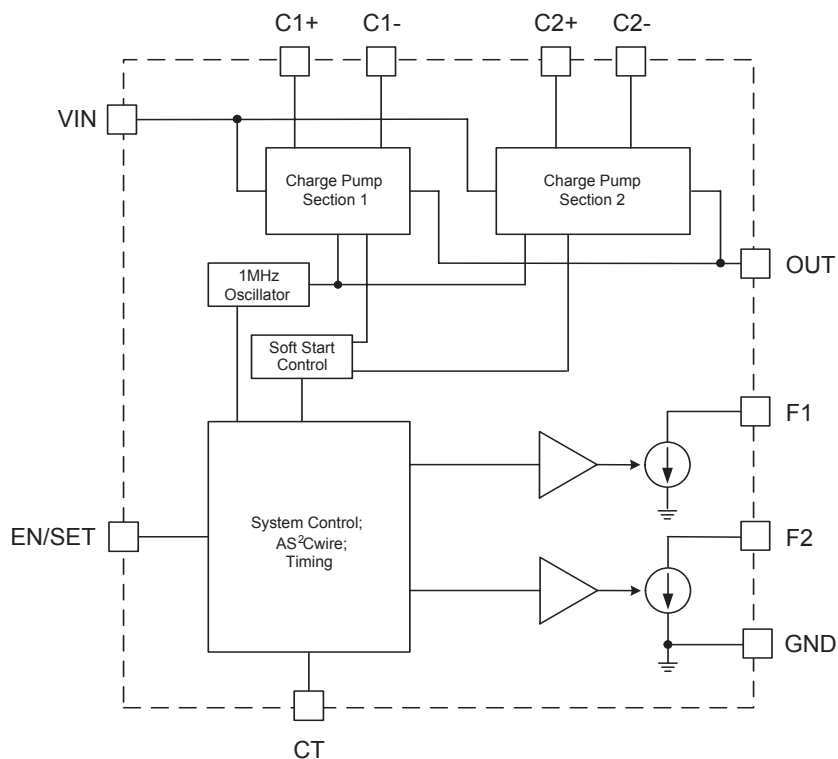 C1+
C1-
C2+
C2-
VIN
Charge Pump
Section 1
Charge Pump
Section 2
OUT
1MHz
Oscillator
Soft Start
Control
F1
System Control;
AS²Cwire;
Timing
EN/SET
F2
GND
CT